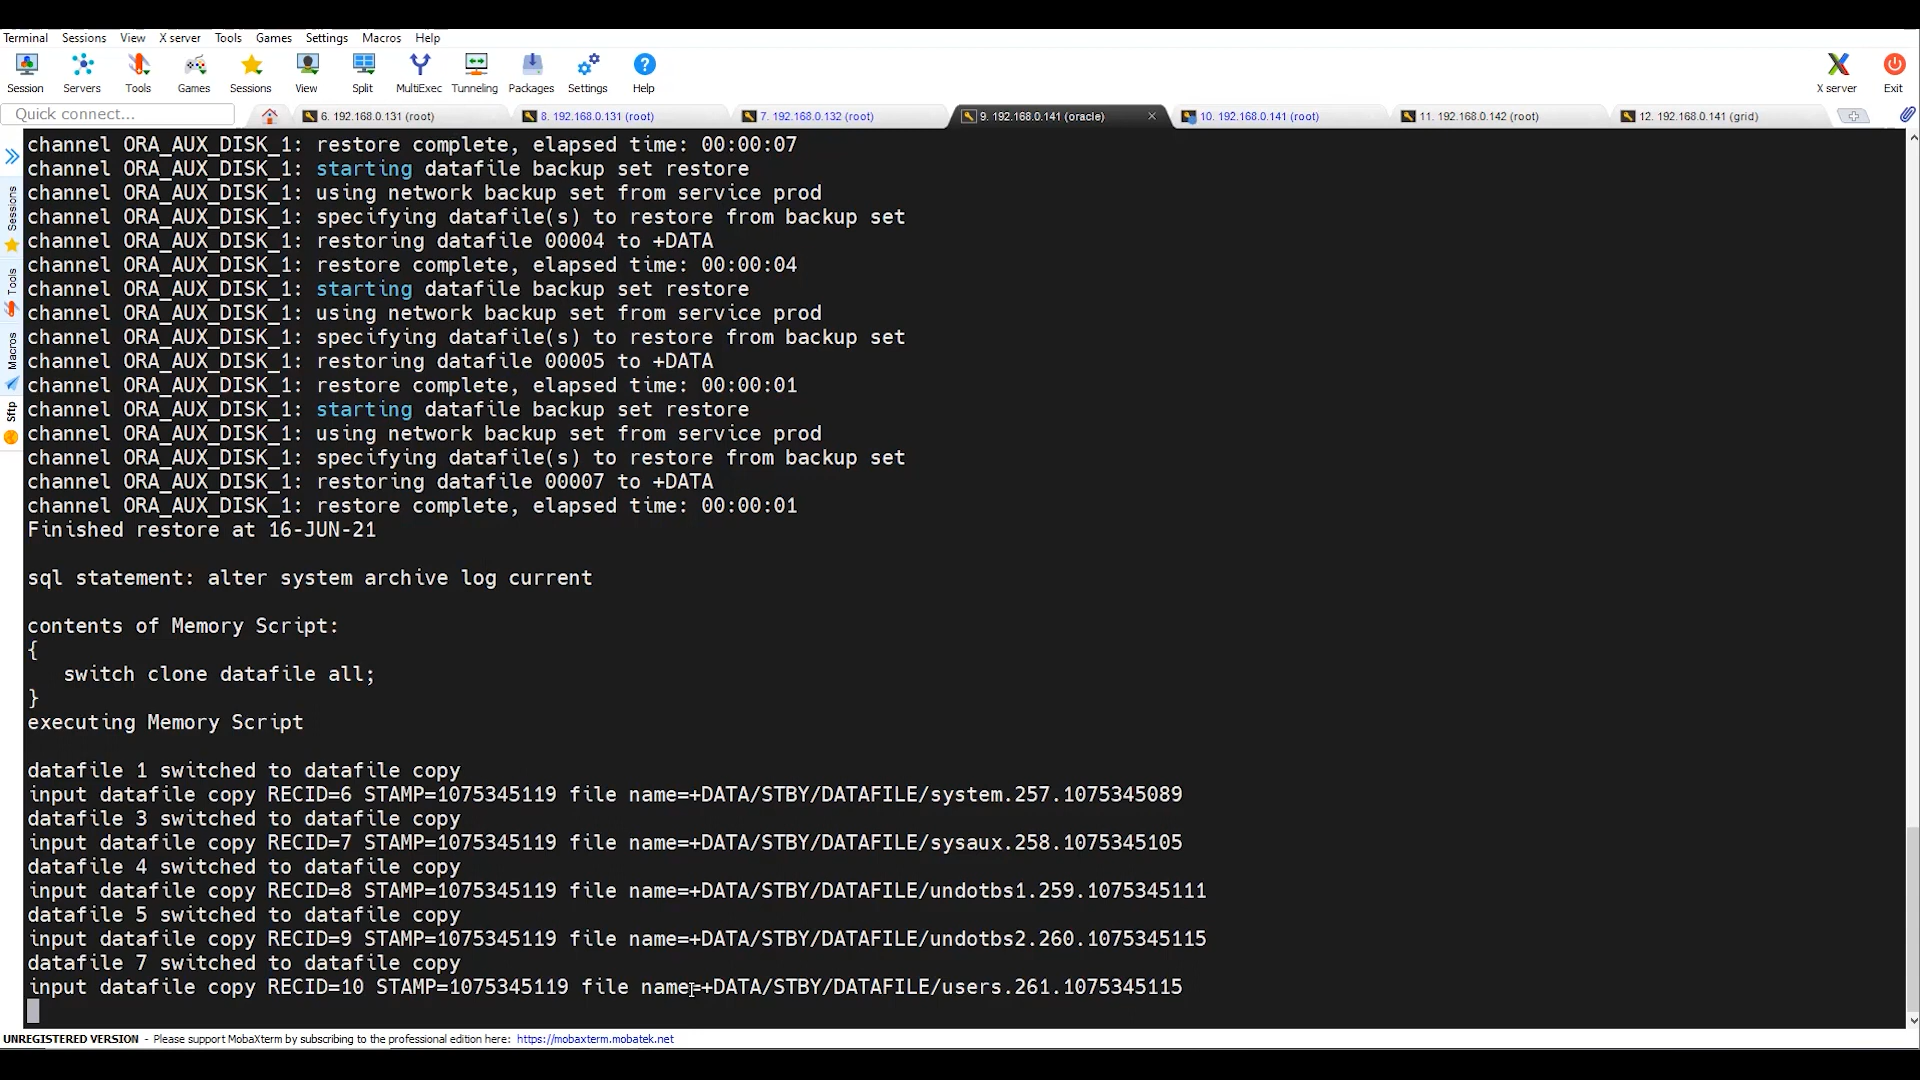 Terminal Sessions View X server Tools Games Settings Macros Help
Session Servers Tools Games Sessions View Split MultiExec Tunneling Packages Settings Help X server Exit
Quick connect... 6. 192.168.0.131 (root) 8. 192.168.0.131 (root) 7. 192.168.0.132 (root) 9. 192.168.0.141 (oracle) 10. 192.168.0.141 (root) 11. 192.168.0.142 (root) 12. 192.168.0.141 (grid)
Sessions
Tools
Macros
Sftp
channel ORA_AUX_DISK_1: restore complete, elapsed time: 00:00:07
channel ORA_AUX_DISK_1: starting datafile backup set restore
channel ORA_AUX_DISK_1: using network backup set from service prod
channel ORA_AUX_DISK_1: specifying datafile(s) to restore from backup set
channel ORA_AUX_DISK_1: restoring datafile 00004 to +DATA
channel ORA_AUX_DISK_1: restore complete, elapsed time: 00:00:04
channel ORA_AUX_DISK_1: starting datafile backup set restore
channel ORA_AUX_DISK_1: using network backup set from service prod
channel ORA_AUX_DISK_1: specifying datafile(s) to restore from backup set
channel ORA_AUX_DISK_1: restoring datafile 00005 to +DATA
channel ORA_AUX_DISK_1: restore complete, elapsed time: 00:00:01
channel ORA_AUX_DISK_1: starting datafile backup set restore
channel ORA_AUX_DISK_1: using network backup set from service prod
channel ORA_AUX_DISK_1: specifying datafile(s) to restore from backup set
channel ORA_AUX_DISK_1: restoring datafile 00007 to +DATA
channel ORA_AUX_DISK_1: restore complete, elapsed time: 00:00:01
Finished restore at 16-JUN-21
sql statement: alter system archive log current
contents of Memory Script:
{
switch clone datafile all;
}
executing Memory Script
datafile 1 switched to datafile copy
input datafile copy RECID=6 STAMP=1075345119 file name=+DATA/STBY/DATAFILE/system.257.1075345089
datafile 3 switched to datafile copy
input datafile copy RECID=7 STAMP=1075345119 file name=+DATA/STBY/DATAFILE/sysaux.258.1075345105
datafile 4 switched to datafile copy
input datafile copy RECID=8 STAMP=1075345119 file name=+DATA/STBY/DATAFILE/undotbs1.259.1075345111
datafile 5 switched to datafile copy
input datafile copy RECID=9 STAMP=1075345119 file name=+DATA/STBY/DATAFILE/undotbs2.260.1075345115
datafile 7 switched to datafile copy
input datafile copy RECID=10 STAMP=1075345119 file name=+DATA/STBY/DATAFILE/users.261.1075345115
UNREGISTERED VERSION - Please support MobaXterm by subscribing to the professional edition here: https://mobaxterm.mobatek.net